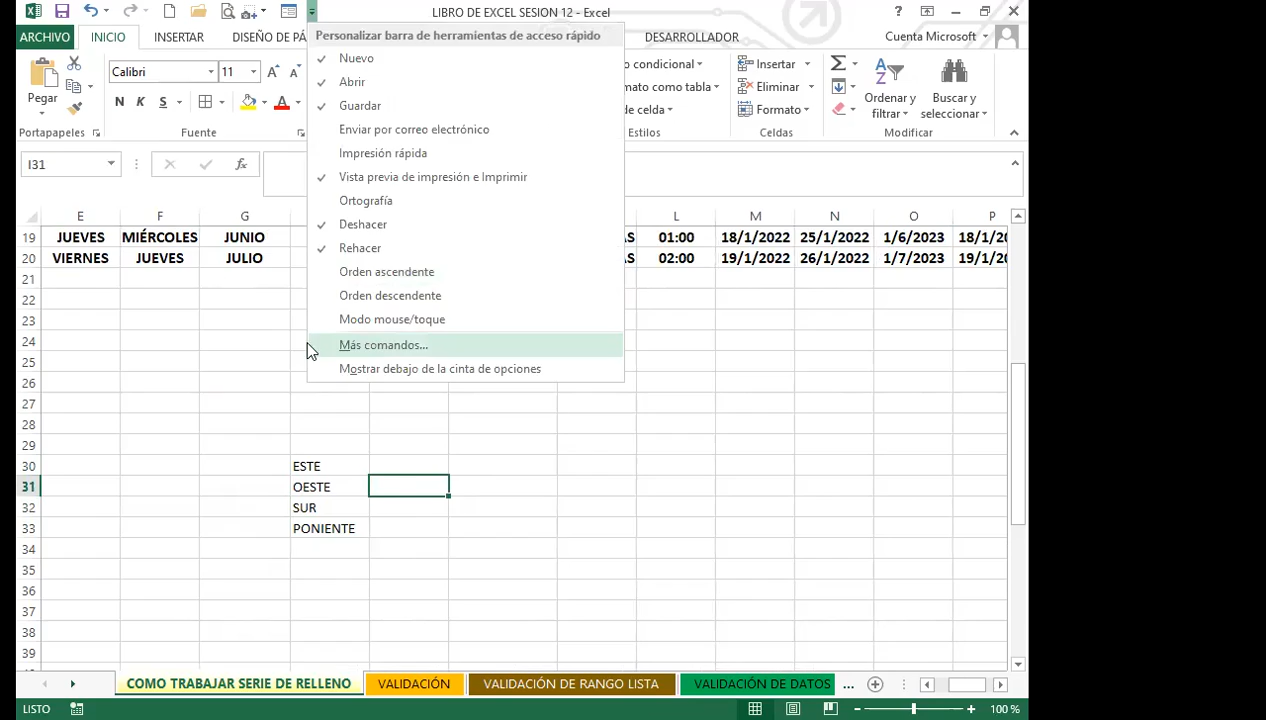 LIBRO DE EXCEL SESION 12 - Excel
?
ARCHIVO INICIO INSERTAR DISEÑO DE PÁ DESARROLLADOR Cuenta Microsoft
Personalizar barra de herramientas de acceso rápido
Nuevo
Abrir
Guardar
Enviar por correo electrónico
Impresión rápida
Vista previa de impresión e Imprimir
Ortografía
Deshacer
Rehacer
Orden ascendente
Orden descendente
Modo mouse/toque
Más comandos...
Mostrar debajo de la cinta de opciones
Pegar
Portapapeles
Calibri 11 A A
N K S A
Fuente
o condicional
ormato como tabla
de celda
Estilos
Insertar
Eliminar
Formato
Celdas
Ordenar y
filtrar
Buscar y
seleccionar
Modificar
I31 fx
E F G L M N O P
19 JUEVES MIÉRCOLES JUNIO AS 01:00 18/1/2022 25/1/2022 1/6/2023 18/1/20
20 VIERNES JUEVES JULIO AS 02:00 19/1/2022 26/1/2022 1/7/2023 19/1/20
21
22
23
24
25
26
27
28
29
30 ESTE
31 OESTE
32 SUR
33 PONIENTE
34
35
36
37
38
39
COMO TRABAJAR SERIE DE RELLENO VALIDACIÓN VALIDACIÓN DE RANGO LISTA VALIDACIÓN DE DATOS ...
LISTO 100 %